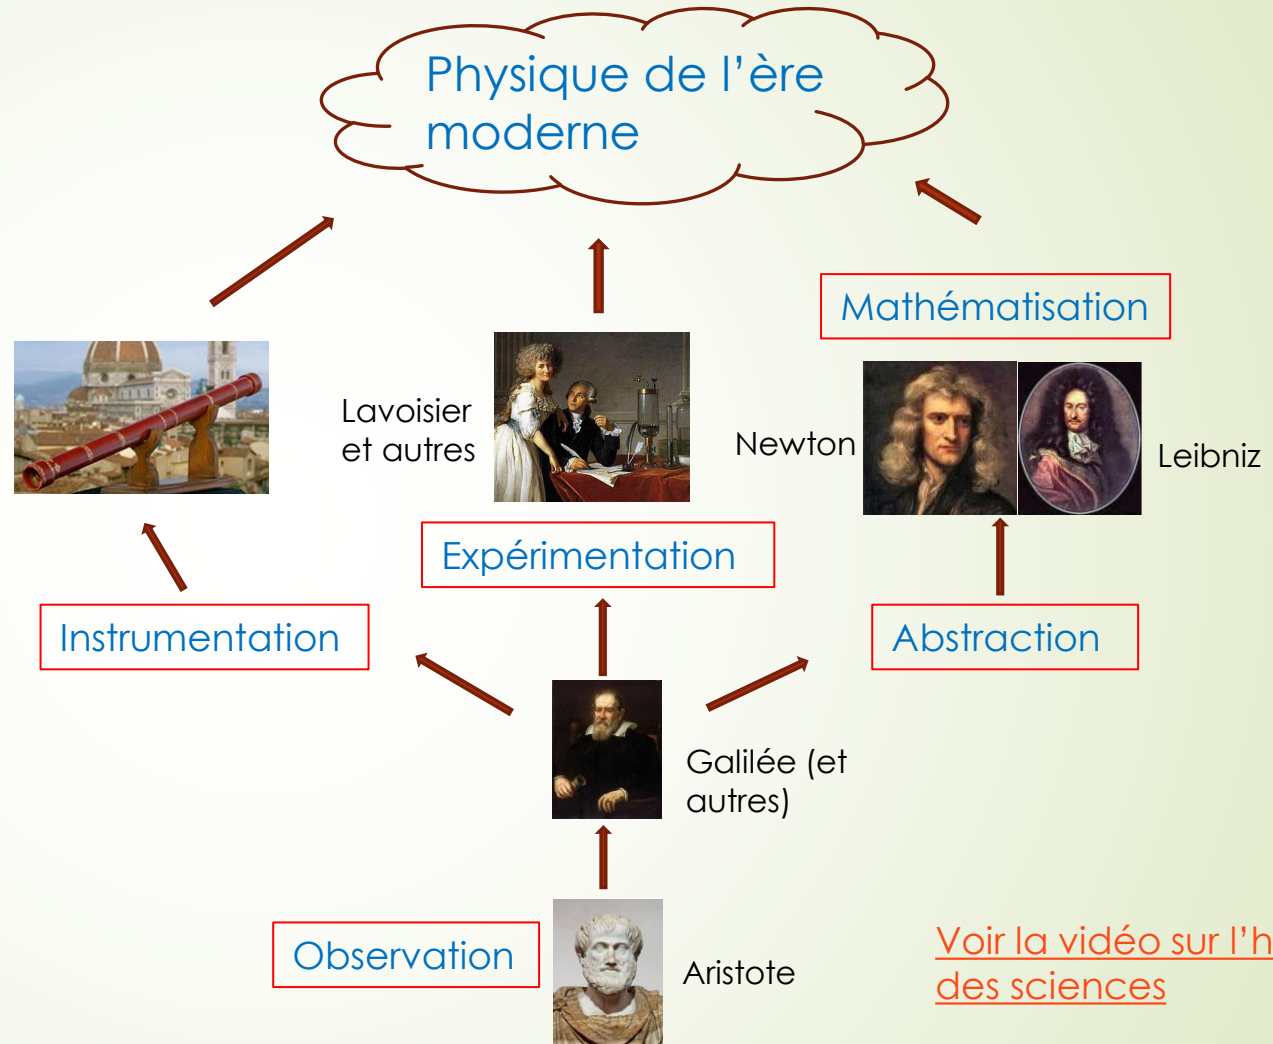 Physique de l’ère
moderne
Mathématisation
Lavoisier
et autres
Newton
Leibniz
Expérimentation
Instrumentation
Abstraction
Galilée (et
autres)
Observation
Aristote
Voir la vidéo sur l’h
des sciences